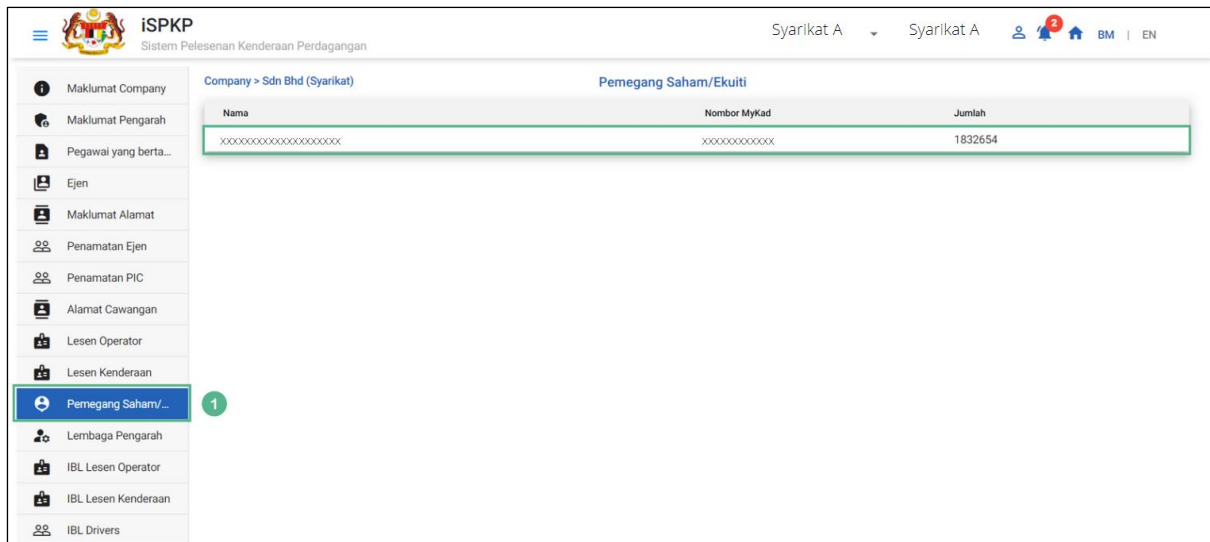 iSPKP
Sistem Pelesenan Kenderaan Perdagangan
Syarikat A
Syarikat A
2
BM | EN
Maklumat Company
Maklumat Pengarah
Pegawai yang berta...
Ejen
Maklumat Alamat
Penamatan Ejen
Penamatan PIC
Alamat Cawangan
Lesen Operator
Lesen Kenderaan
Pemegang Saham/...
1
Lembaga Pengarah
IBL Lesen Operator
IBL Lesen Kenderaan
IBL Drivers
Company > Sdn Bhd (Syarikat)
Pemegang Saham/Ekuiti
Nama Nombor MyKad Jumlah
XXXXXXXXXXXXXXXXXXXX XXXXXXXXXXXX 1832654